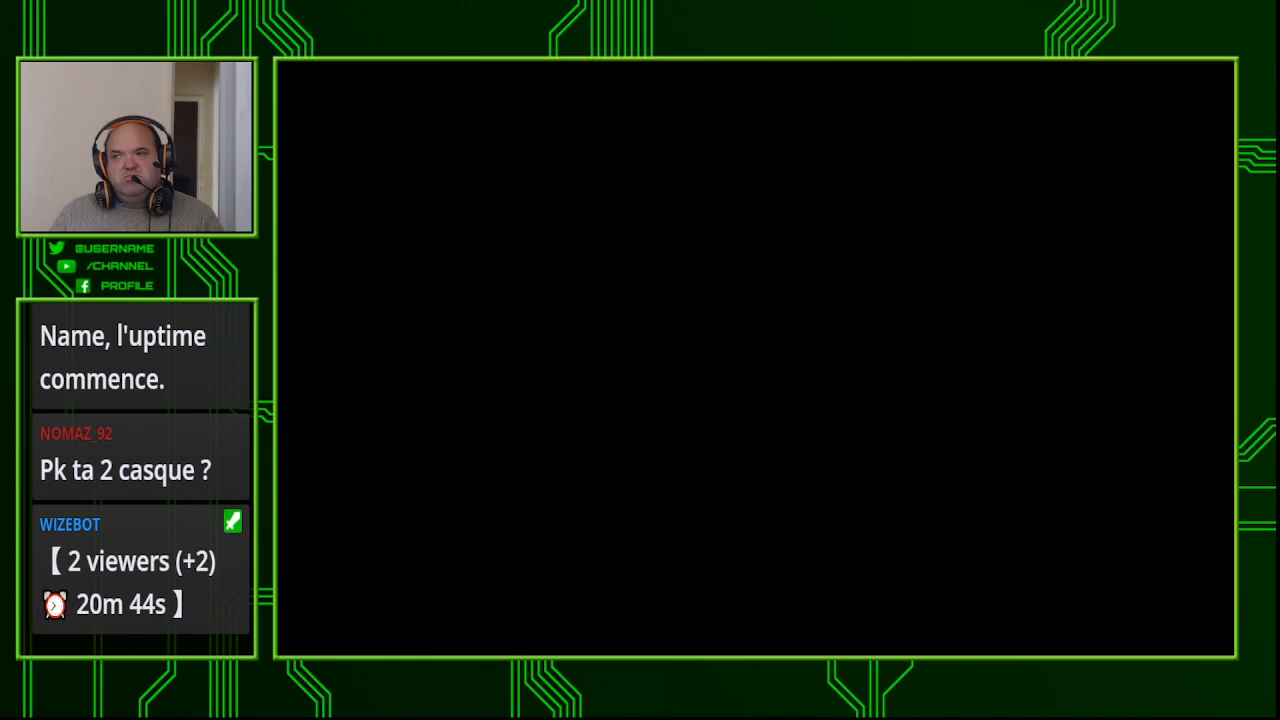 @USERNAME
/CHANNEL
PROFILE
Name, l'uptime
commence.
NOMAZ_92
Pk ta 2 casque ?
WIZEBOT
【 2 viewers (+2)
⏰ 20m 44s 】